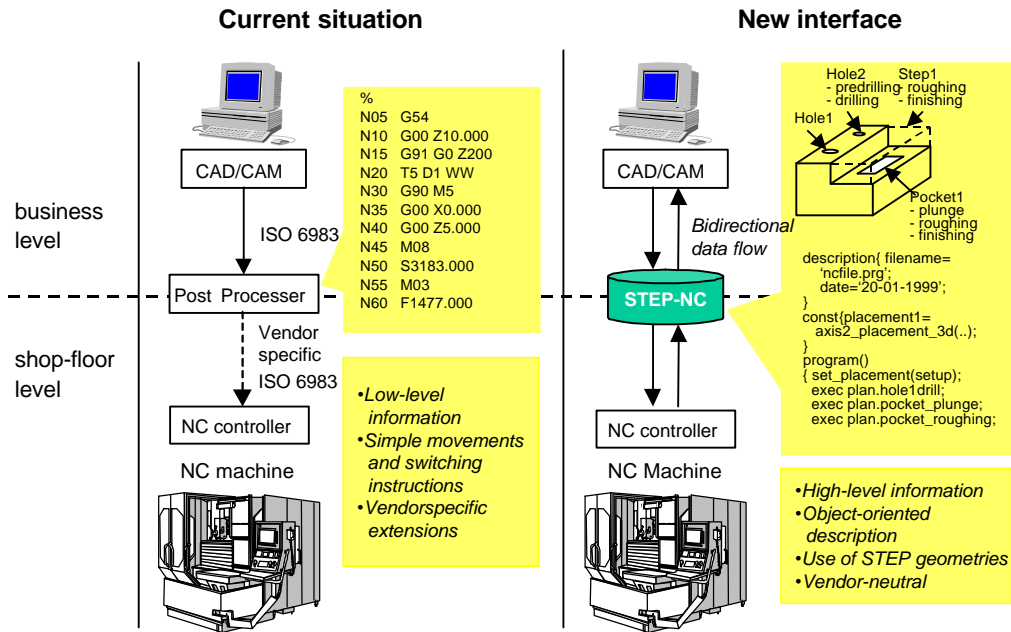 Current situation
New interface
business
level
shop-floor
level
CAD/CAM
ISO 6983
Post Processer
Vendor
specific
ISO 6983
NC controller
NC machine
%
N05 G54
N10 G00 Z10.000
N15 G91 G0 Z200
N20 T5 D1 WW
N30 G90 M5
N35 G00 X0.000
N40 G00 Z5.000
N45 M08
N50 S3183.000
N55 M03
N60 F1477.000
•Low-level
information
•Simple movements
and switching
instructions
•Vendorspecific
extensions
CAD/CAM
Bidirectional
data flow
STEP-NC
NC controller
NC Machine
Hole2
- predrilling
- drilling
Step1
- roughing
- finishing
Hole1
Pocket1
- plunge
- roughing
- finishing
description{ filename=
‘ncfile.prg’;
date=‘20-01-1999’;
}
const{placement1=
axis2_placement_3d(..);
}
program()
{ set_placement(setup);
exec plan.hole1drill;
exec plan.pocket_plunge;
exec plan.pocket_roughing;
•High-level information
•Object-oriented
description
•Use of STEP geometries
•Vendor-neutral